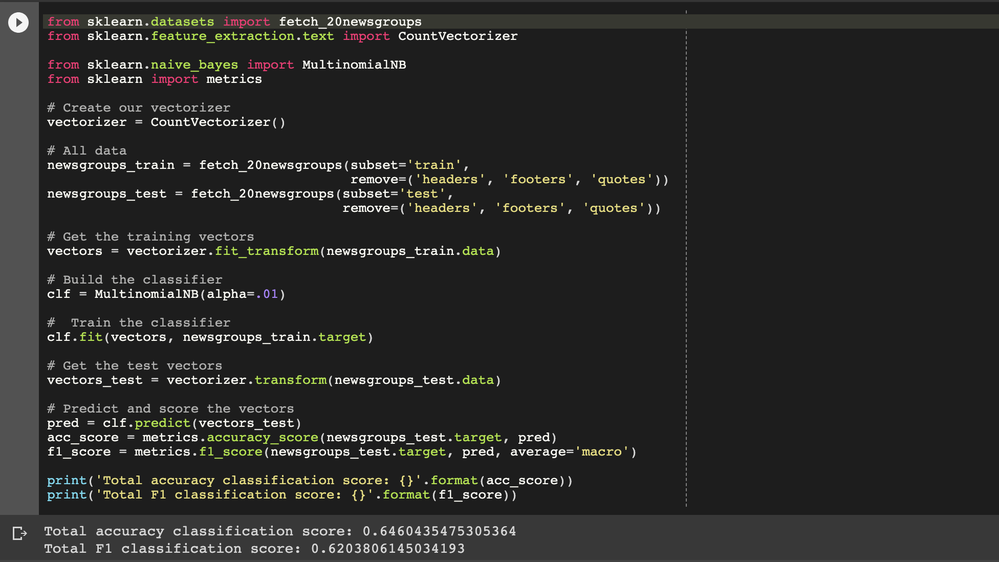 from sklearn.datasets import fetch_20newsgroups
from sklearn.feature_extraction.text import CountVectorizer

from sklearn.naive_bayes import MultinomialNB
from sklearn import metrics

# Create our vectorizer
vectorizer = CountVectorizer()

# All data
newsgroups_train = fetch_20newsgroups(subset='train',
                                      remove=('headers', 'footers', 'quotes'))
newsgroups_test = fetch_20newsgroups(subset='test',
                                     remove=('headers', 'footers', 'quotes'))

# Get the training vectors
vectors = vectorizer.fit_transform(newsgroups_train.data)

# Build the classifier
clf = MultinomialNB(alpha=.01)

#  Train the classifier
clf.fit(vectors, newsgroups_train.target)

# Get the test vectors
vectors_test = vectorizer.transform(newsgroups_test.data)

# Predict and score the vectors
pred = clf.predict(vectors_test)
acc_score = metrics.accuracy_score(newsgroups_test.target, pred)
f1_score = metrics.f1_score(newsgroups_test.target, pred, average='macro')

print('Total accuracy classification score: {}'.format(acc_score))
print('Total F1 classification score: {}'.format(f1_score))
Total accuracy classification score: 0.6460435475305364
Total F1 classification score: 0.6203806145034193